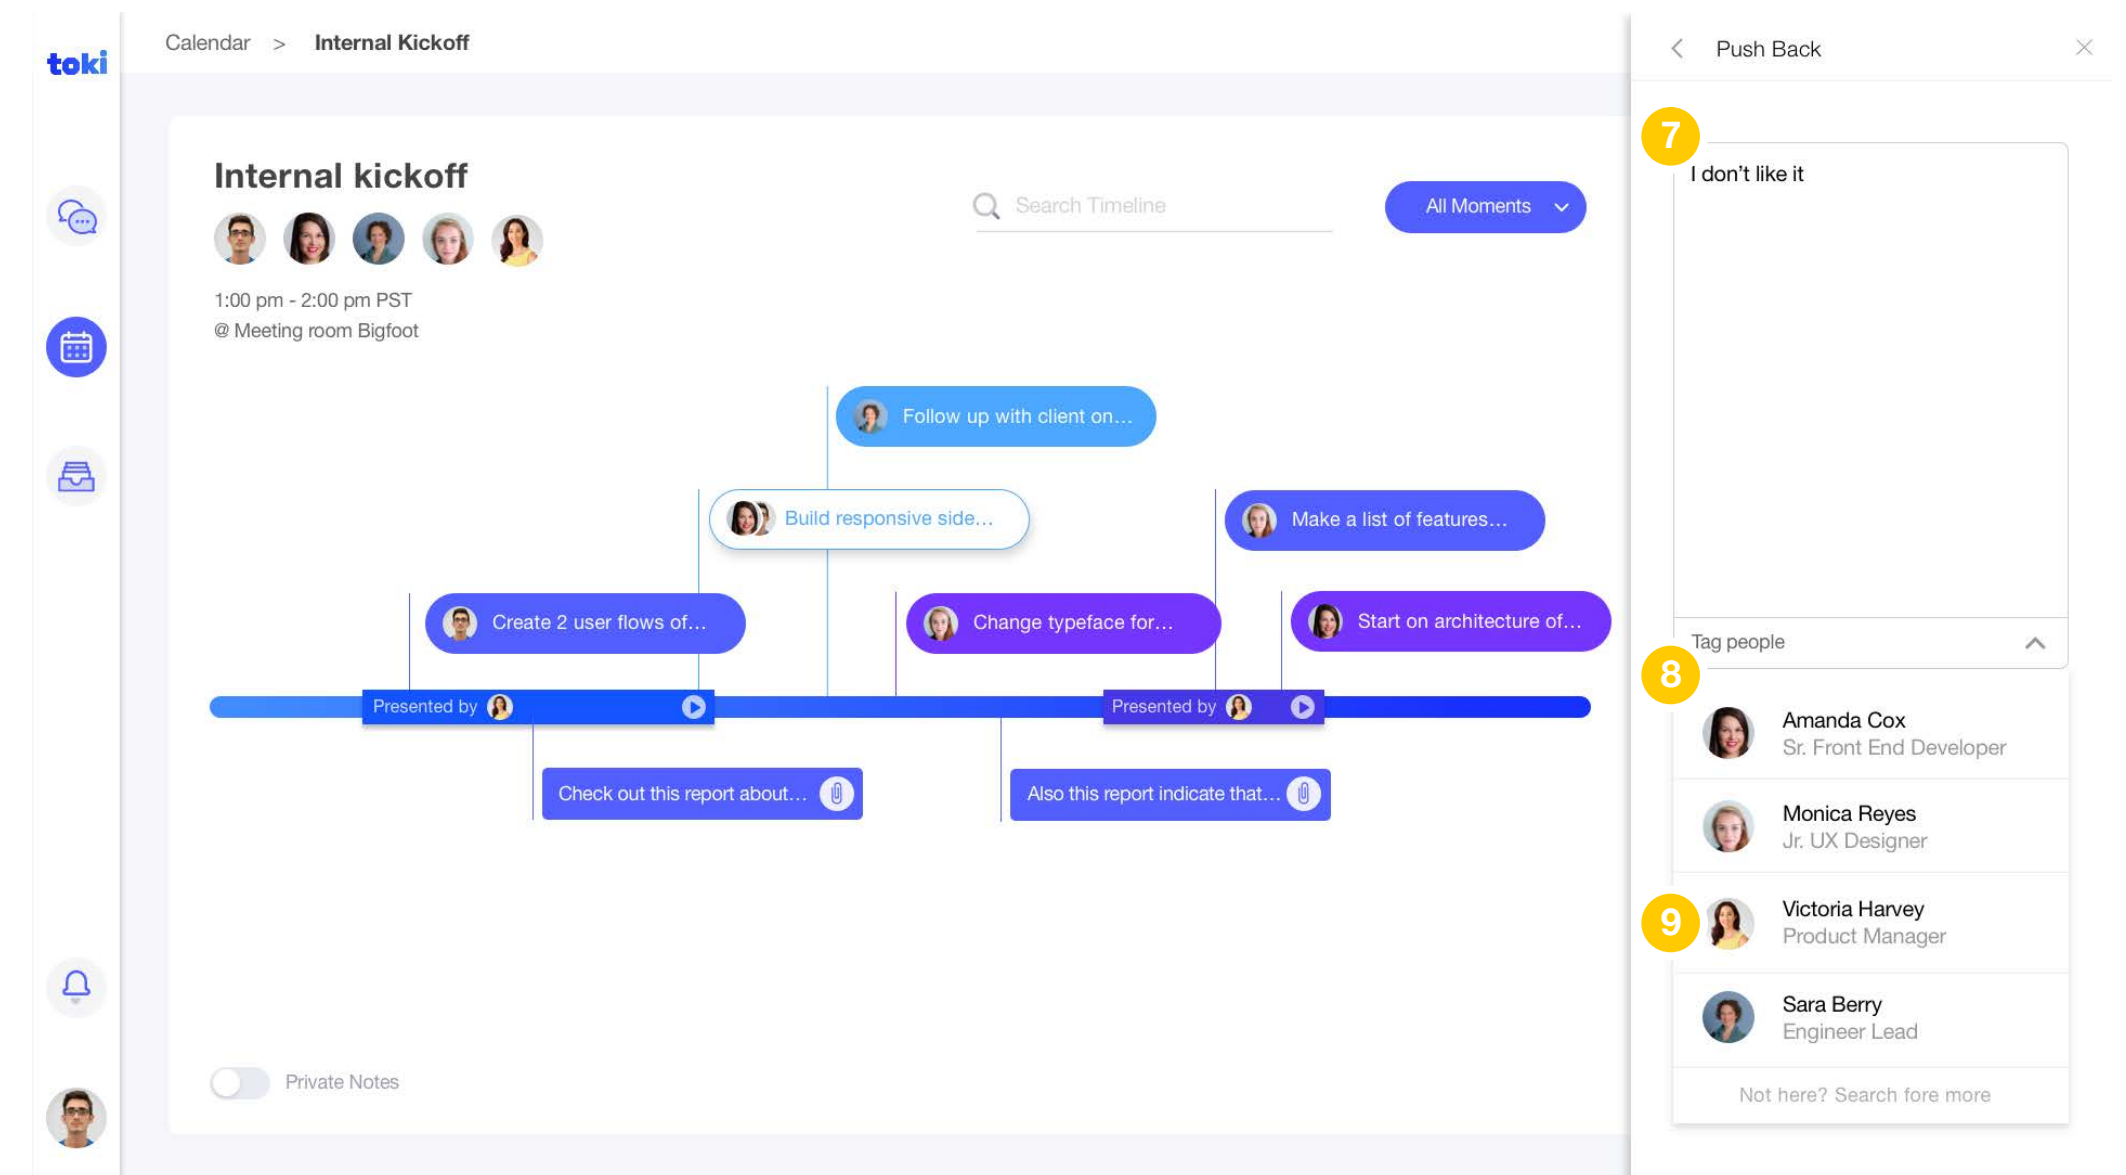 toki
Calendar > Internal Kickoff
Push Back
7
Internal kickoff
Search Timeline
All Moments
I don’t like it
1:00 pm - 2:00 pm PST
@ Meeting room Bigfoot
Follow up with client on...
Build responsive side...
Make a list of features...
Create 2 user flows of...
Change typeface for...
Start on architecture of...
Presented by
Presented by
Check out this report about...
Also this report indicate that...
Private Notes
Tag people
8
Amanda Cox
Sr. Front End Developer
Monica Reyes
Jr. UX Designer
9
Victoria Harvey
Product Manager
Sara Berry
Engineer Lead
Not here? Search fore more